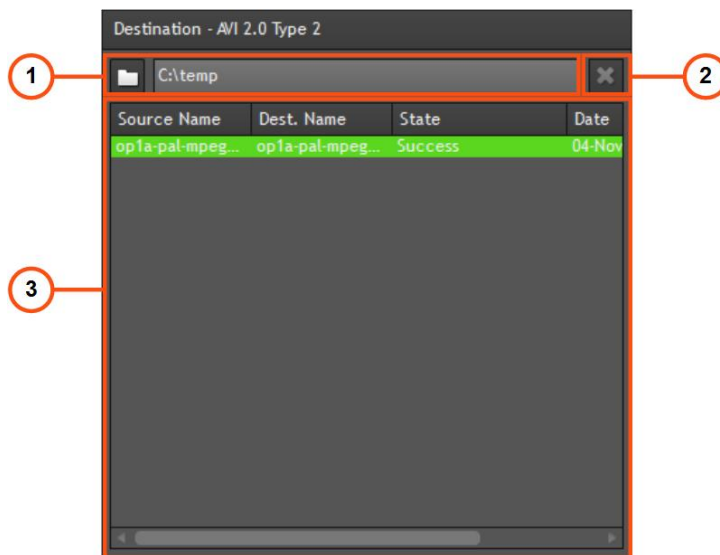 Destination - AVI 2.0 Type 2
1
C:\temp
2
Source Name Dest. Name State Date
op1a-pal-mpeg... op1a-pal-mpeg... Success 04-Nov
3